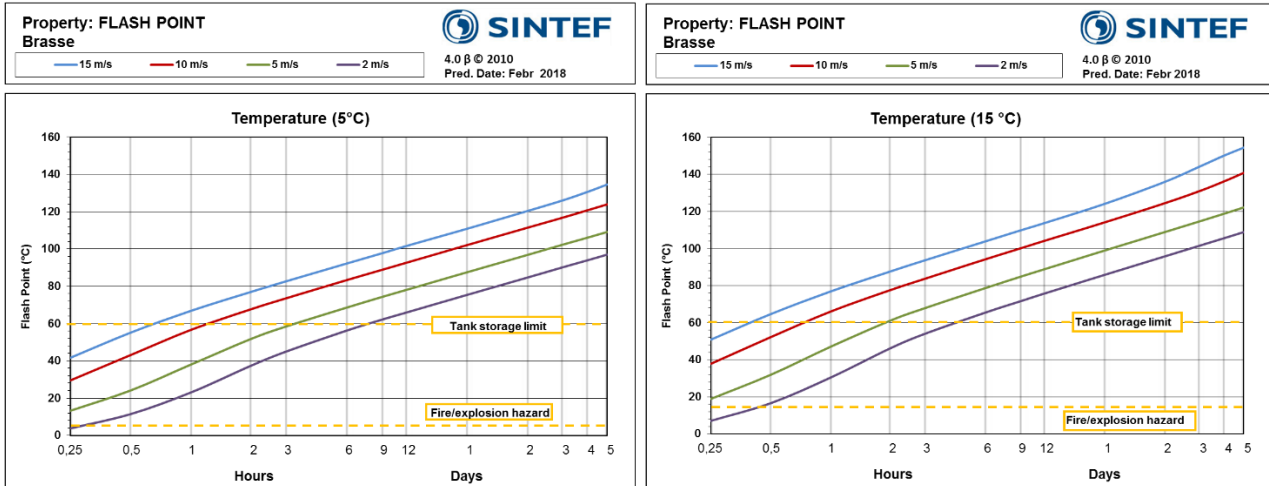 Property: FLASH POINT
Brasse
SINTEF
15 m/s 10 m/s 5 m/s 2 m/s
4.0 β © 2010
Pred. Date: Febr 2018
Temperature (5°C)
Flash Point (°C)
160
140
120
100
80
60
40
20
0
Tank storage limit
Fire/explosion hazard
0,25 0,5 1 2 3 6 9 12 1 2 3 4 5
Hours Days
Property: FLASH POINT
Brasse
SINTEF
15 m/s 10 m/s 5 m/s 2 m/s
4.0 β © 2010
Pred. Date: Febr 2018
Temperature (15 °C)
Flash Point (°C)
160
140
120
100
80
60
40
20
0
Tank storage limit
Fire/explosion hazard
0,25 0,5 1 2 3 6 9 12 1 2 3 4 5
Hours Days